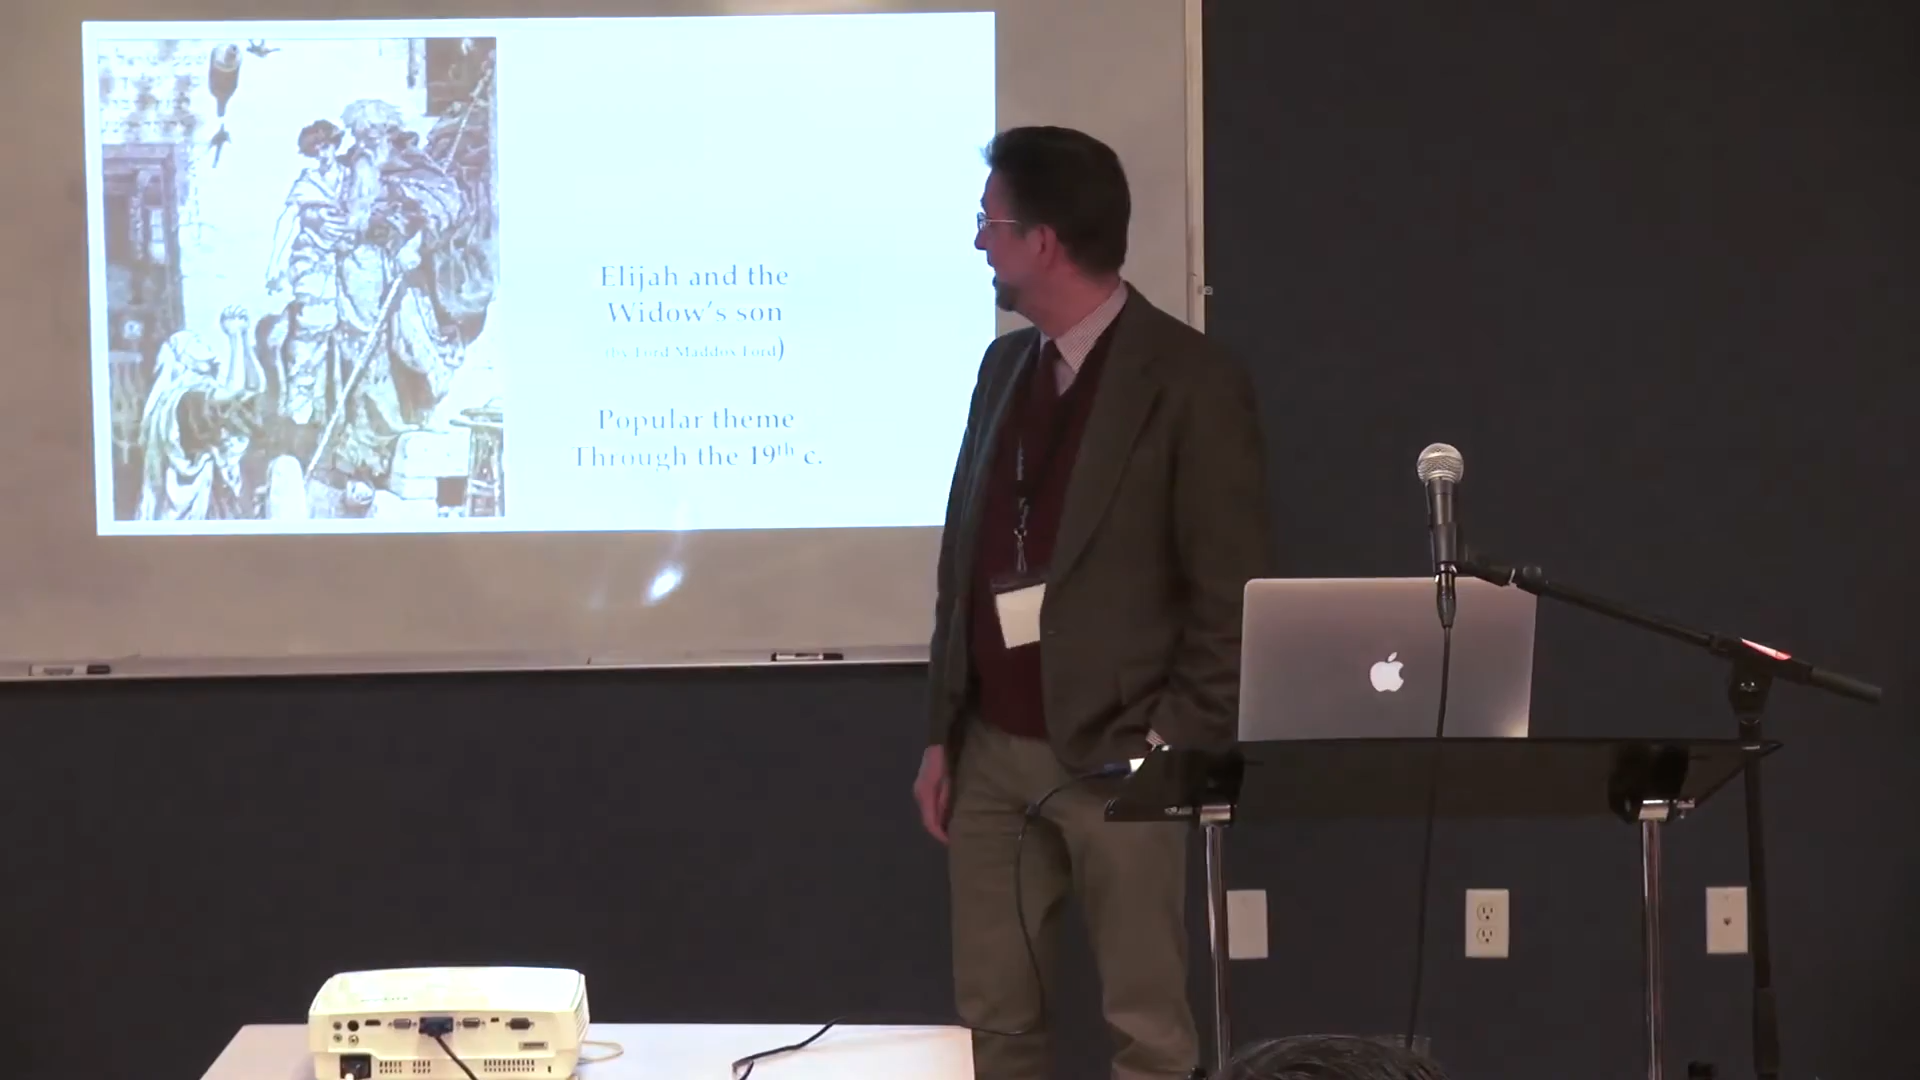 Elijah and the
Widow's son
(by Ford Maddox Ford)
Popular theme
Through the 19th c.